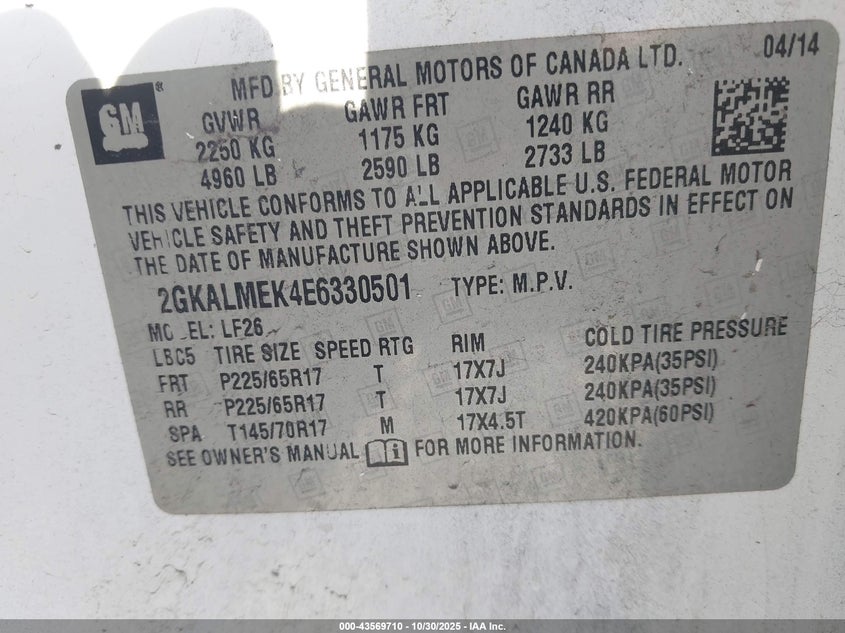 MFD BY GENERAL MOTORS OF CANADA LTD. 04/14
GM®
GVWR GAWR FRT GAWR RR
2250 KG 1175 KG 1240 KG
4960 LB 2590 LB 2733 LB
THIS VEHICLE CONFORMS TO ALL APPLICABLE U.S. FEDERAL MOTOR
VEHICLE SAFETY AND THEFT PREVENTION STANDARDS IN EFFECT ON
THE DATE OF MANUFACTURE SHOWN ABOVE.
2GKALMEK4E6330501 TYPE: M.P.V.
MODEL: LF26
LBC5 TIRE SIZE SPEED RTG RIM COLD TIRE PRESSURE
FRT P225/65R17 T 17X7J 240KPA(35PSI)
RR P225/65R17 T 17X7J 240KPA(35PSI)
SPA T145/70R17 M 17X4.5T 420KPA(60PSI)
SEE OWNER'S MANUAL FOR MORE INFORMATION.
000-43569710 - 10/30/2025 - IAA Inc.